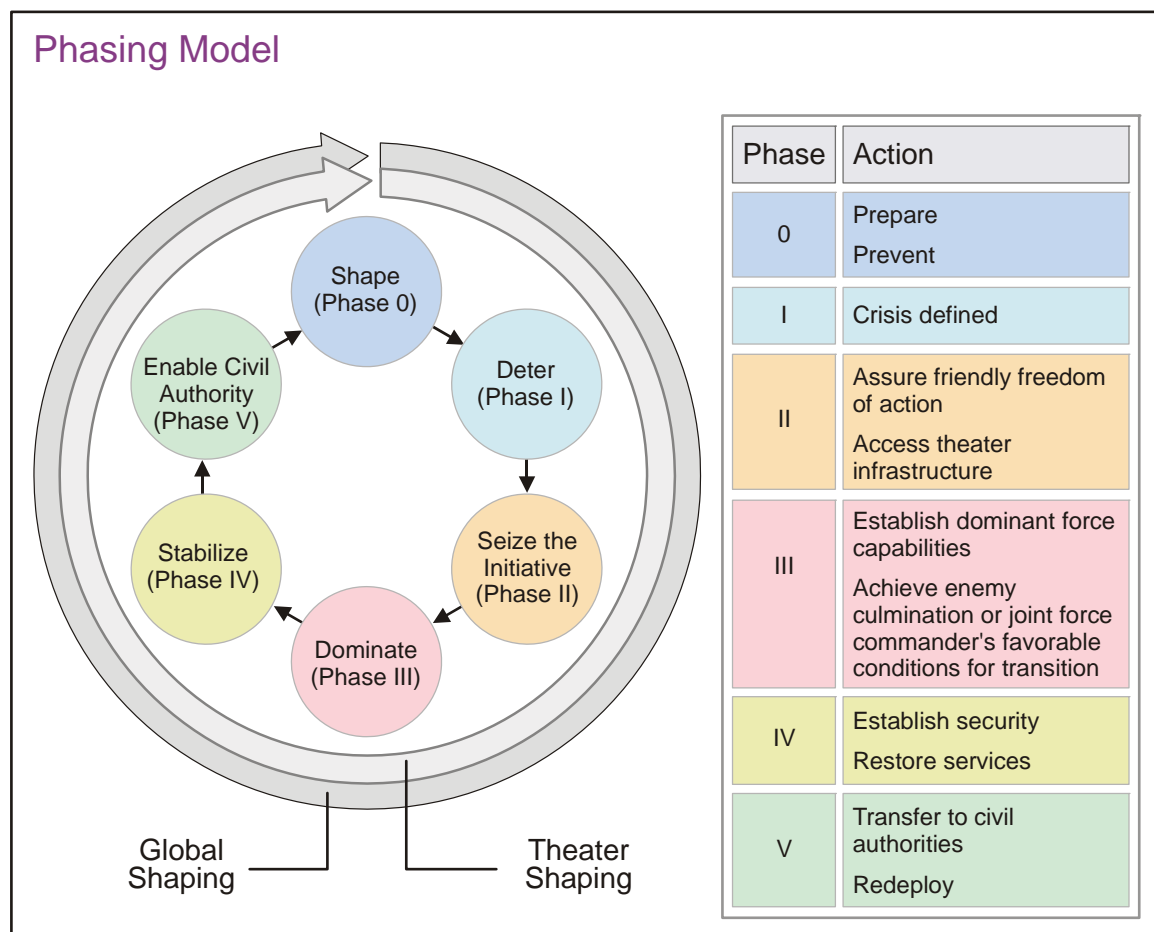 Phasing Model
Shape
(Phase 0)
Deter
(Phase I)
Seize the
Initiative
(Phase II)
Dominate
(Phase III)
Stabilize
(Phase IV)
Enable Civil
Authority
(Phase V)
Global
Shaping
Theater
Shaping
Phase Action
0
Prepare
Prevent
I
Crisis defined
II
Assure friendly freedom
of action
Access theater
infrastructure
III
Establish dominant force
capabilities
Achieve enemy
culmination or joint force
commander's favorable
conditions for transition
IV
Establish security
Restore services
V
Transfer to civil
authorities
Redeploy